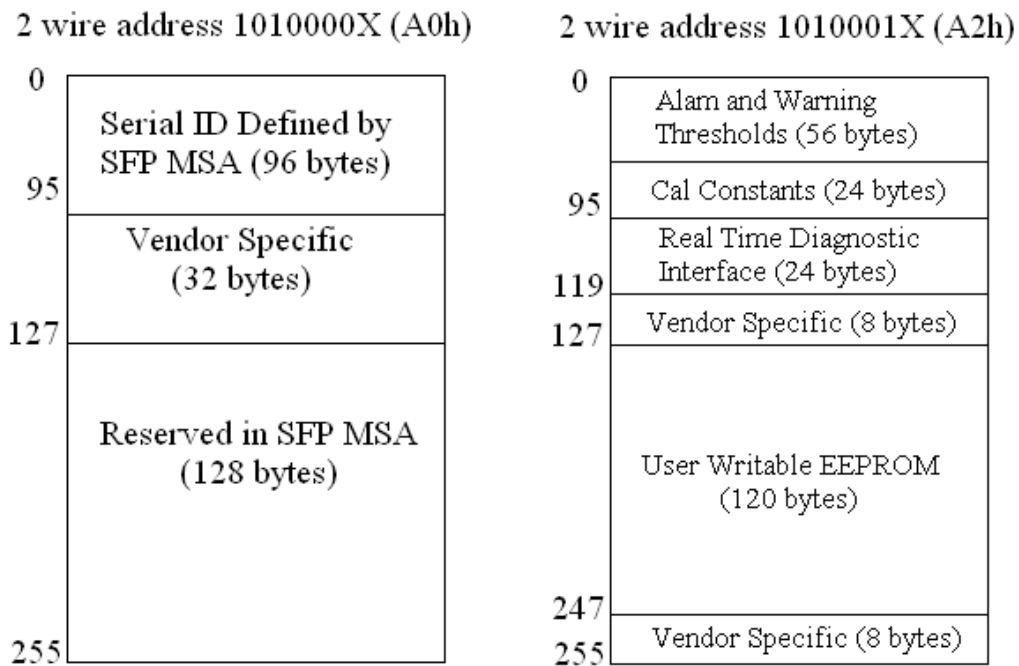 2 wire address 1010000X (A0h)
0
Serial ID Defined by
SFP MSA (96 bytes)
95
Vendor Specific
(32 bytes)
127
Reserved in SFP MSA
(128 bytes)
255
2 wire address 1010001X (A2h)
0
Alam and Warning
Thresholds (56 bytes)
Cal Constants (24 bytes)
95
Real Time Diagnostic
Interface (24 bytes)
119
Vendor Specific (8 bytes)
127
User Writable EEPROM
(120 bytes)
247
Vendor Specific (8 bytes)
255